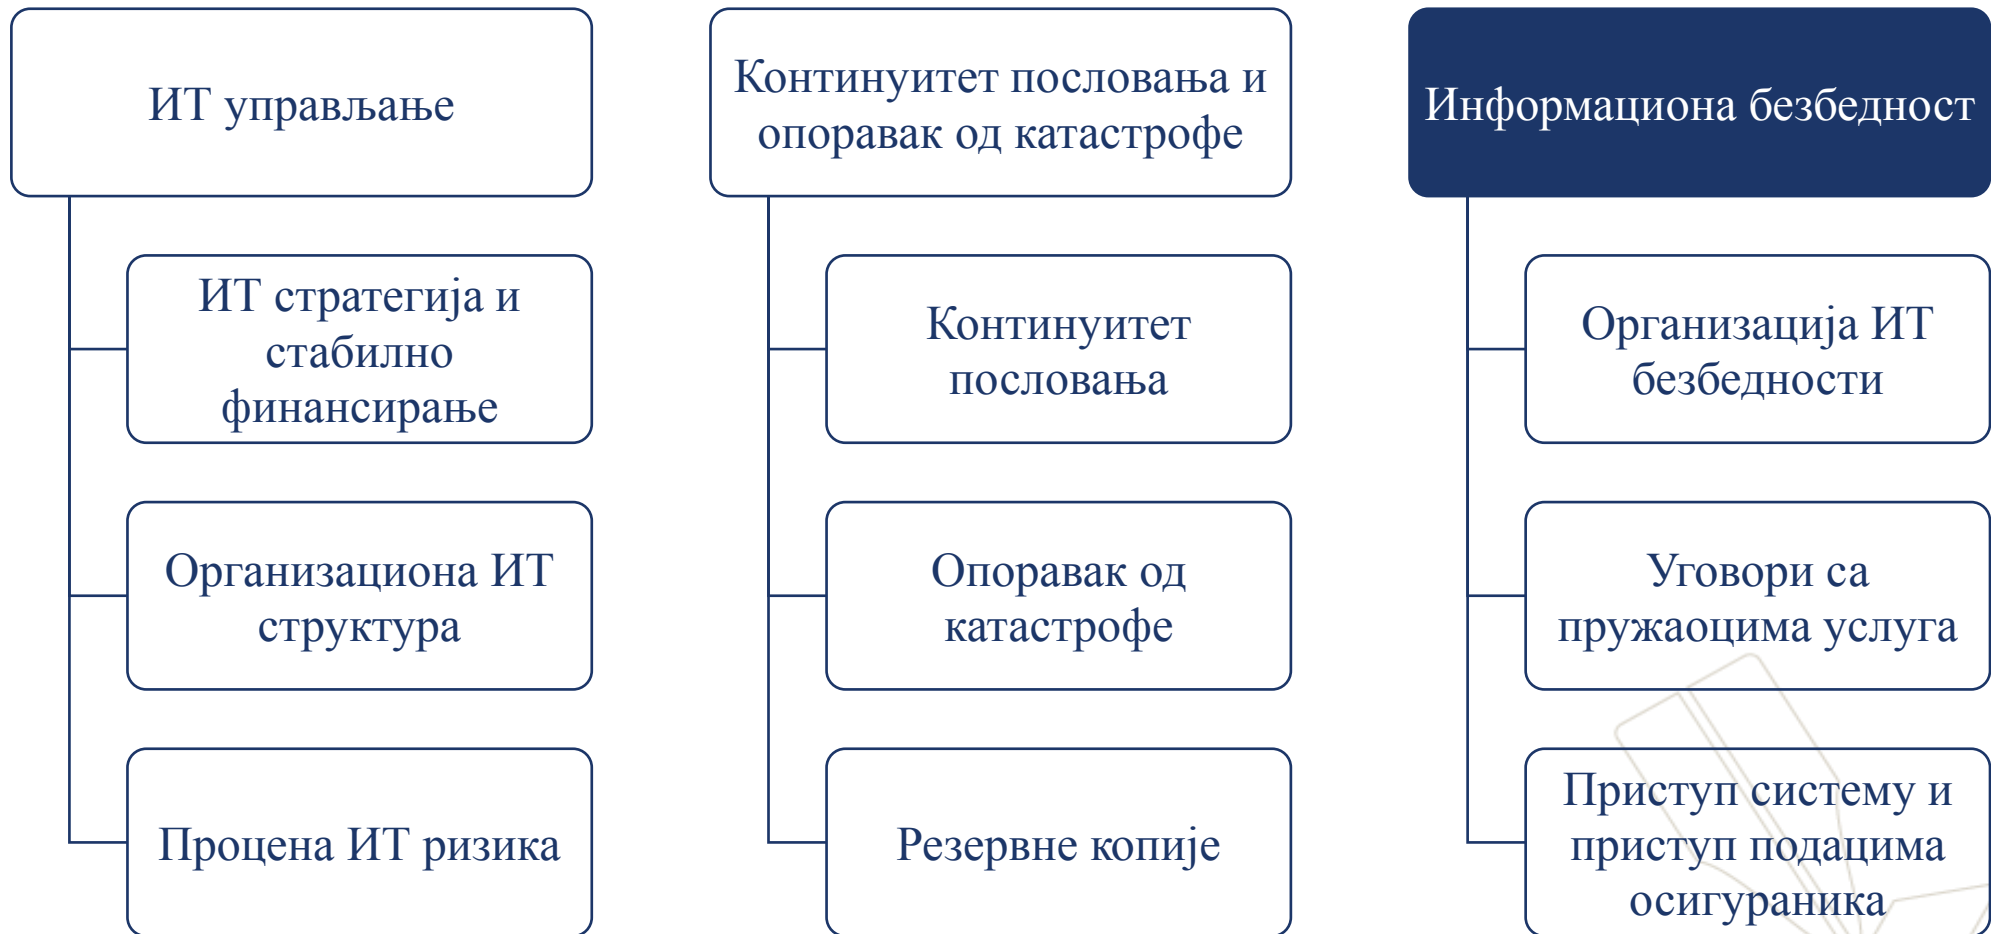 ИТ управљање
ИТ стратегија и
стабилно
финансирање
Организациона ИТ
структура
Процена ИТ ризика
Континуитет пословања и
опоравак од катастрофе
Континуитет
пословања
Опоравак од
катастрофе
Резервне копије
Информациона безбедност
Организација ИТ
безбедности
Уговори са
пружаоцима услуга
Приступ систему и
приступ подацима
осигураника